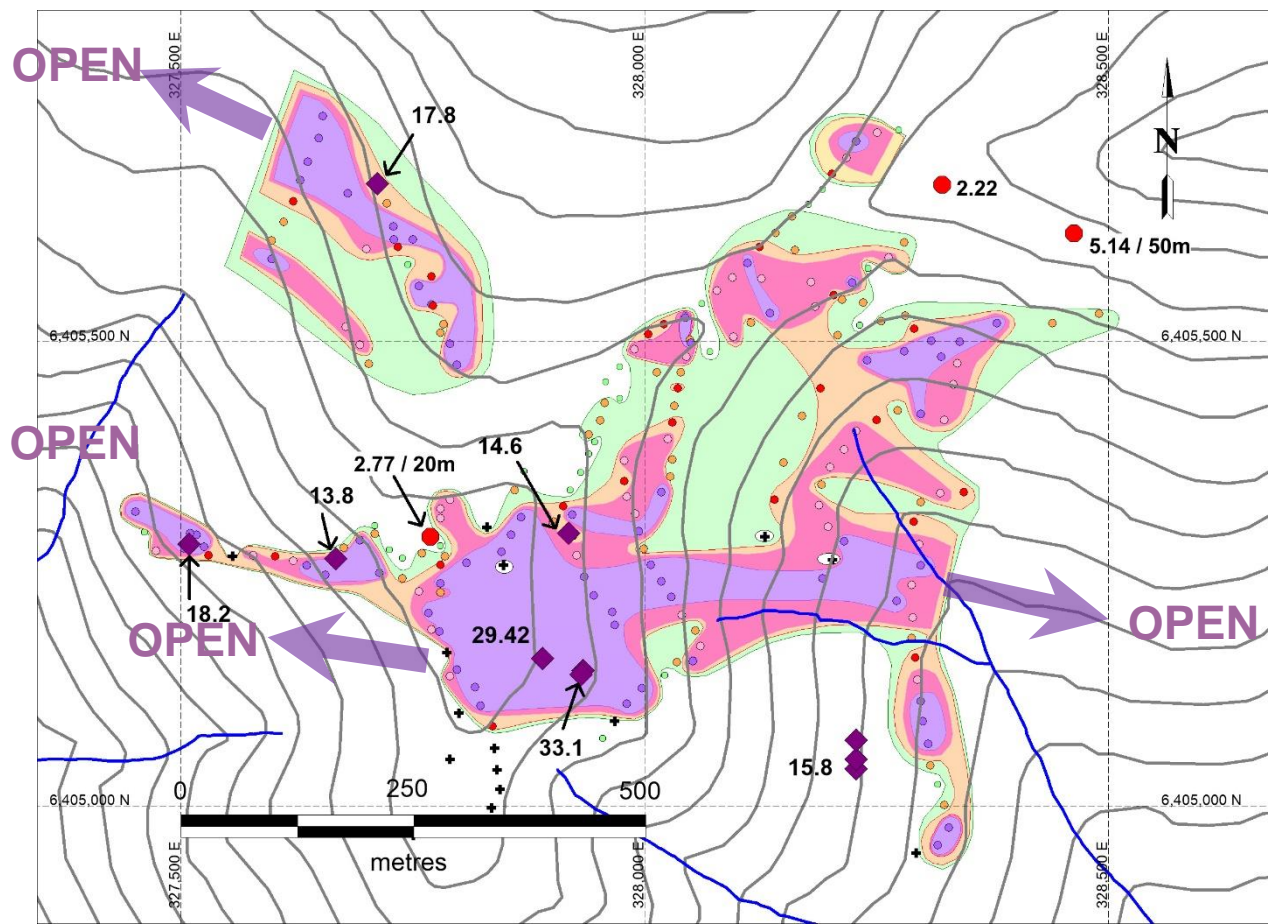 327,500 E
328,000 E
328,500 E
OPEN
17.8
N
2.22
5.14 / 50m
6,405,500 N
6,405,500 N
OPEN
14.6
2.77 / 20m
13.8
18.2
OPEN
29.42
OPEN
33.1
15.8
0
250
500
6,405,000 N
6,405,000 N
metres
327,500 E
328,000 E
328,500 E